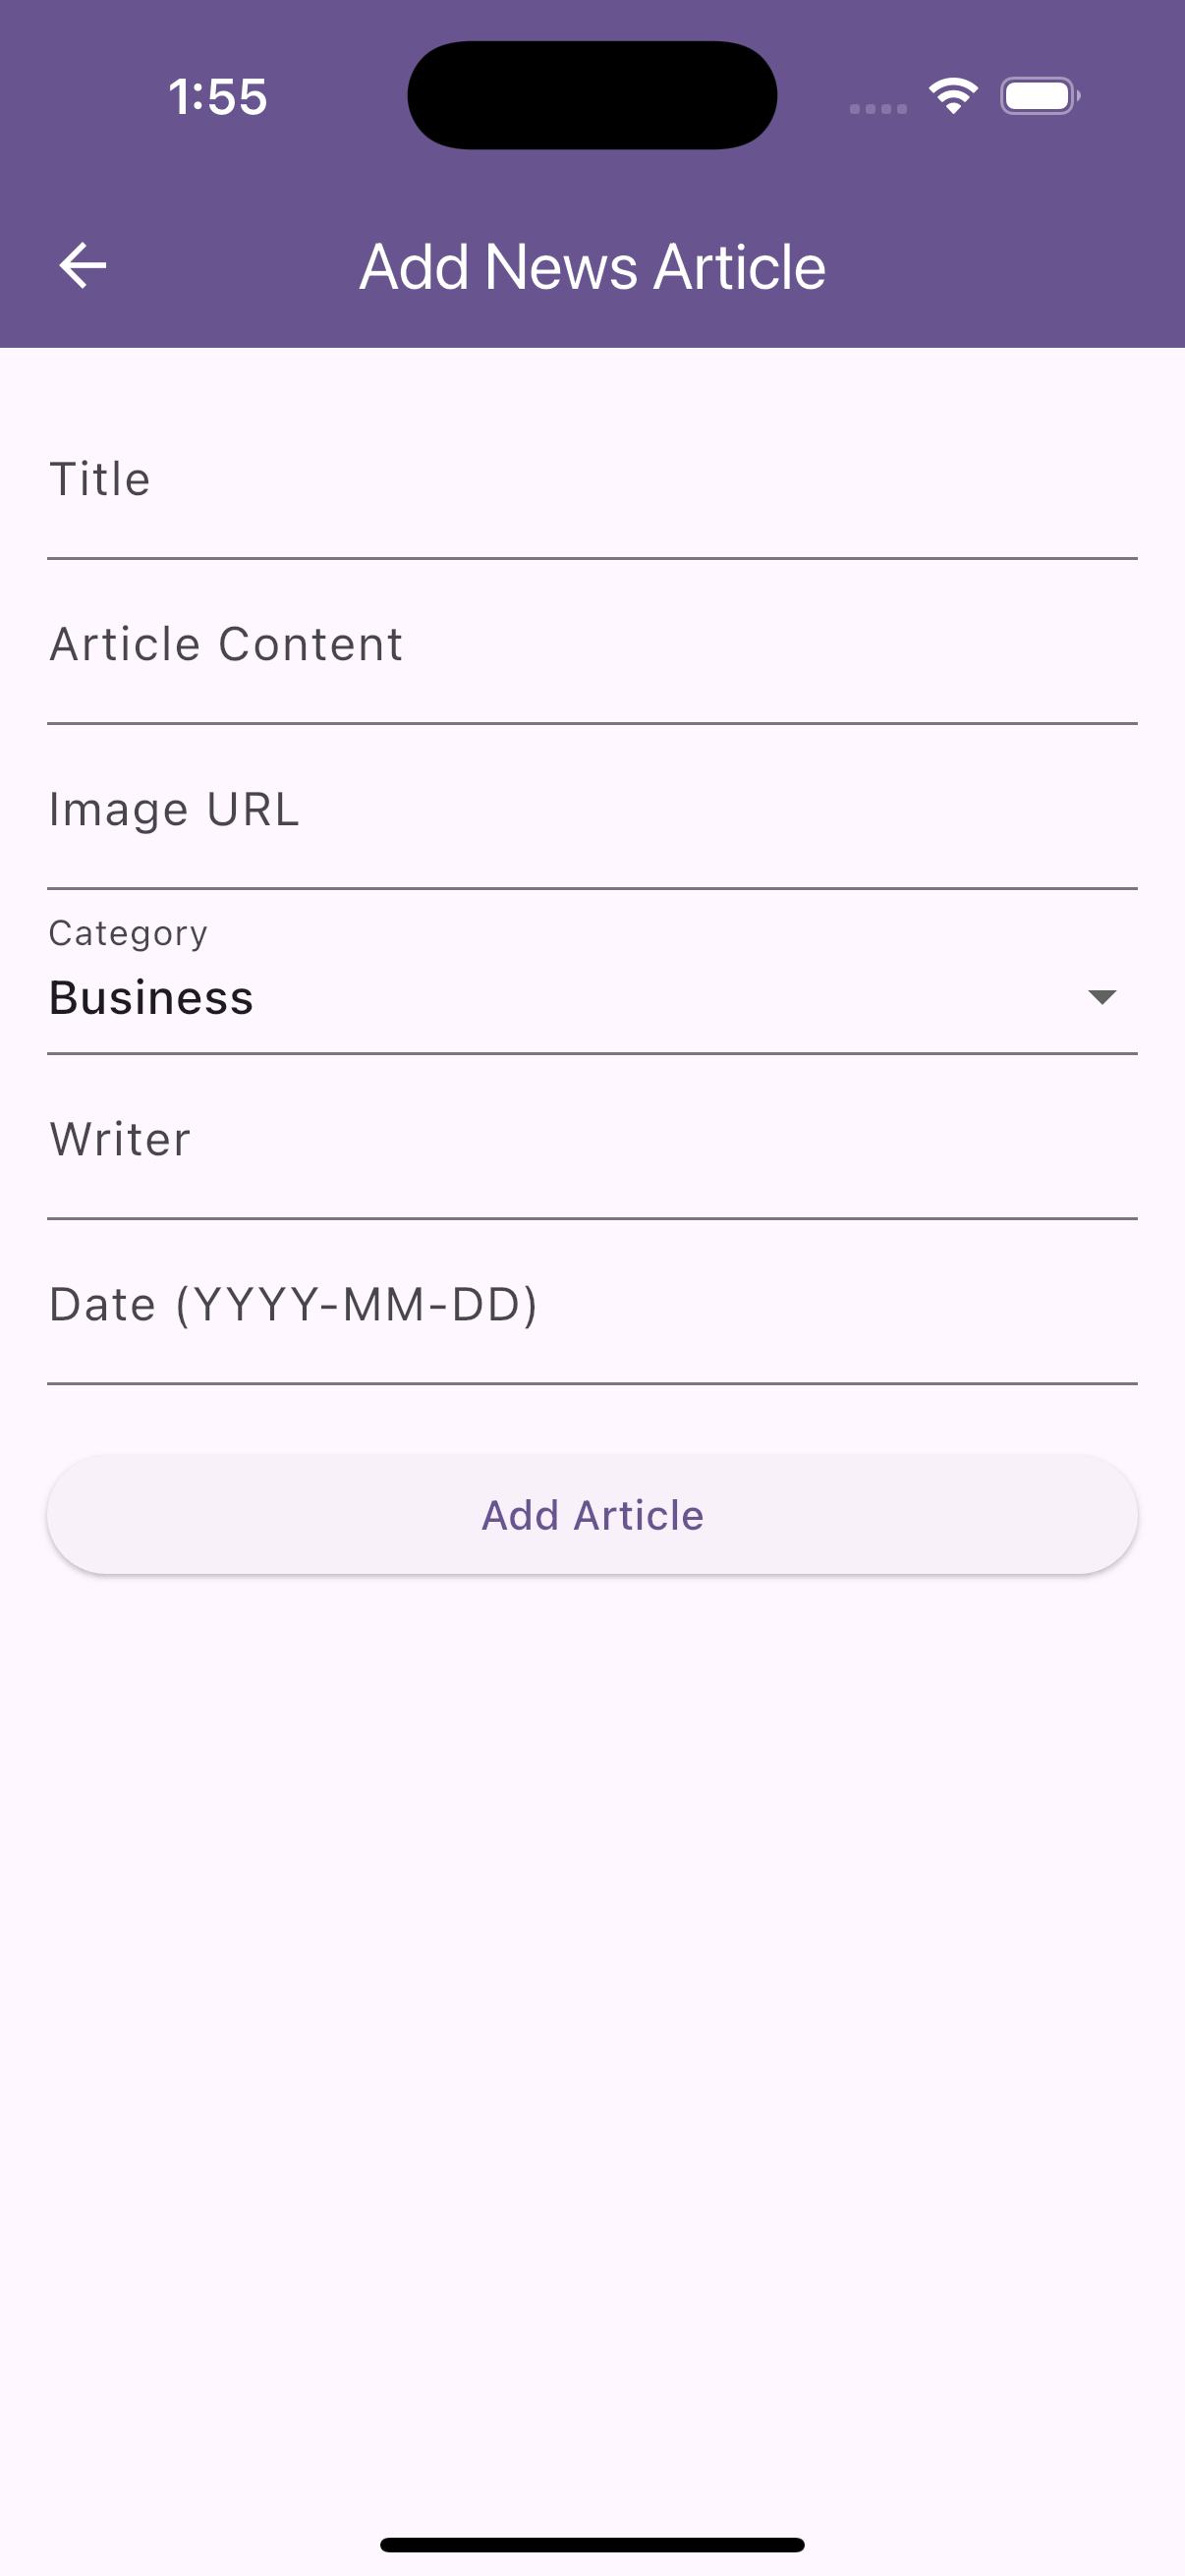 1:55
Add News Article
Title
Article Content
Image URL
Category
Business
Writer
Date (YYYY-MM-DD)
Add Article